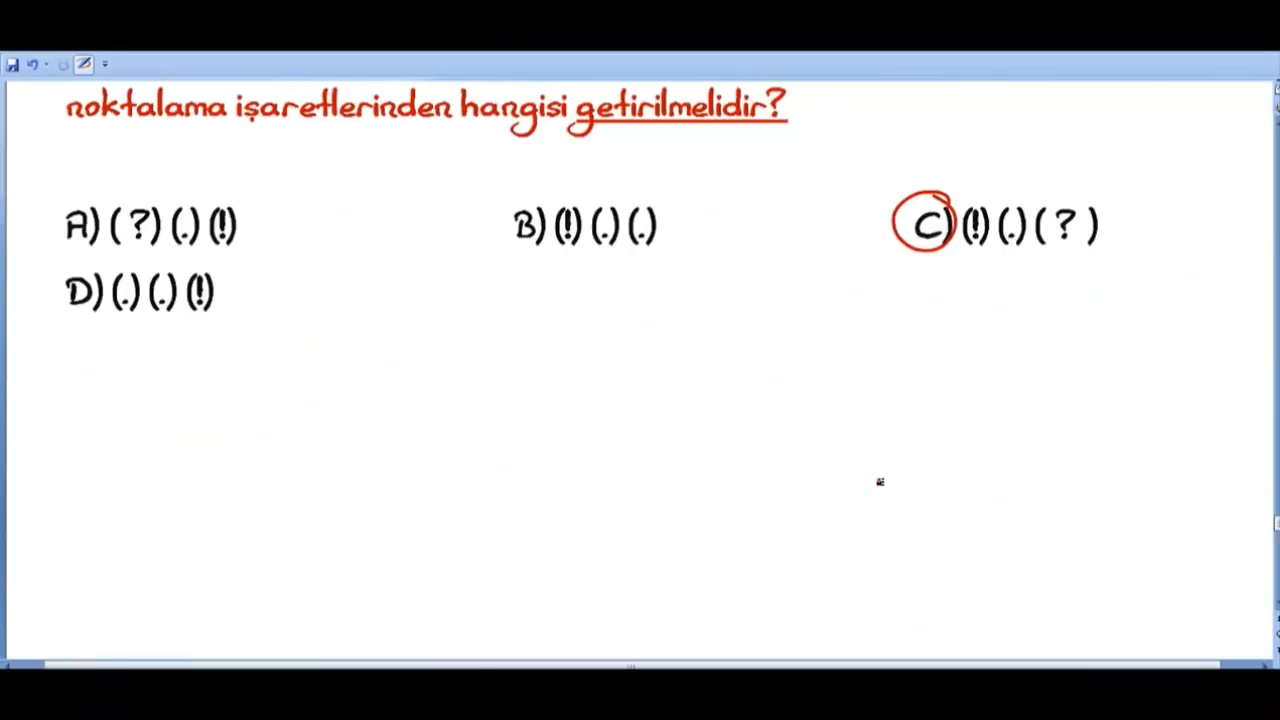 noktalama işaretlerinden hangisi getirilmelidir?
A) ( ? ) (.) (!) B) (!) (.) (.) C) (!) (.) ( ? )
D) (.) (.) (!)